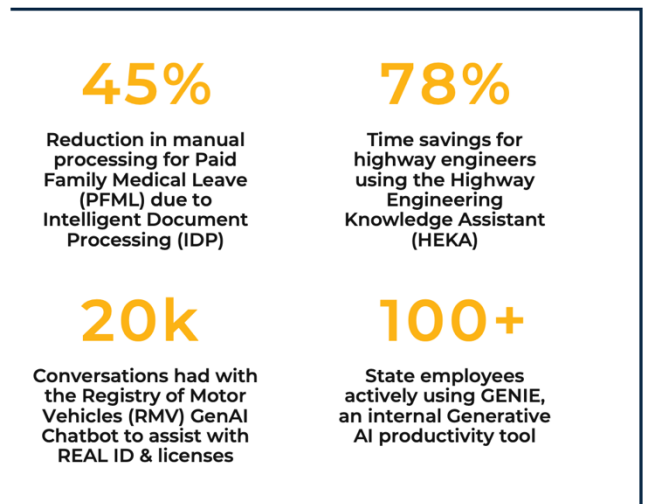 45%
Reduction in manual
processing for Paid
Family Medical Leave
(PFML) due to
Intelligent Document
Processing (IDP)
78%
Time savings for
highway engineers
using the Highway
Engineering
Knowledge Assistant
(HEKA)
20k
Conversations had with
the Registry of Motor
Vehicles (RMV) GenAI
Chatbot to assist with
REAL ID & licenses
100+
State employees
actively using GENIE,
an internal Generative
AI productivity tool